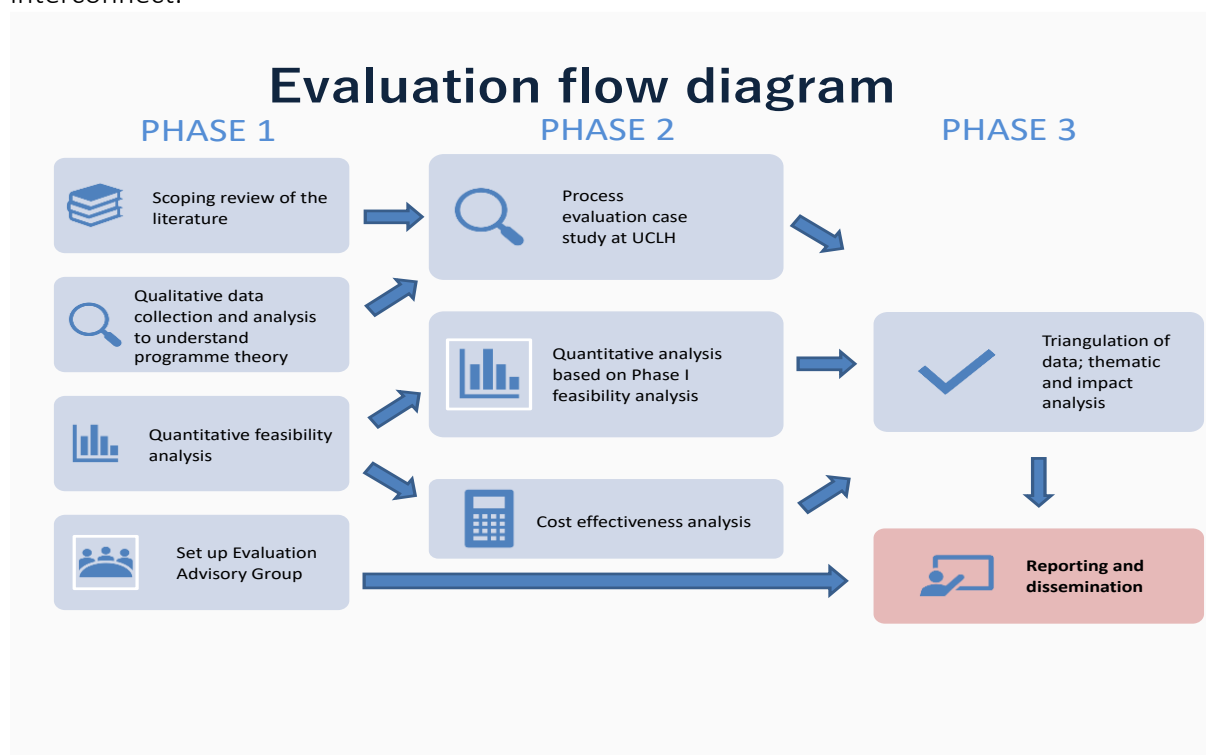 interconnect.
Evaluation flow diagram
PHASE 1
PHASE 2
PHASE 3
Scoping review of the
literature
Qualitative data
collection and analysis
to understand
programme theory
Quantitative feasibility
analysis
Set up Evaluation
Advisory Group
Process
evaluation case
study at UCLH
Quantitative analysis
based on Phase I
feasibility analysis
Cost effectiveness analysis
Triangulation of
data; thematic
and impact
analysis
Reporting and
dissemination